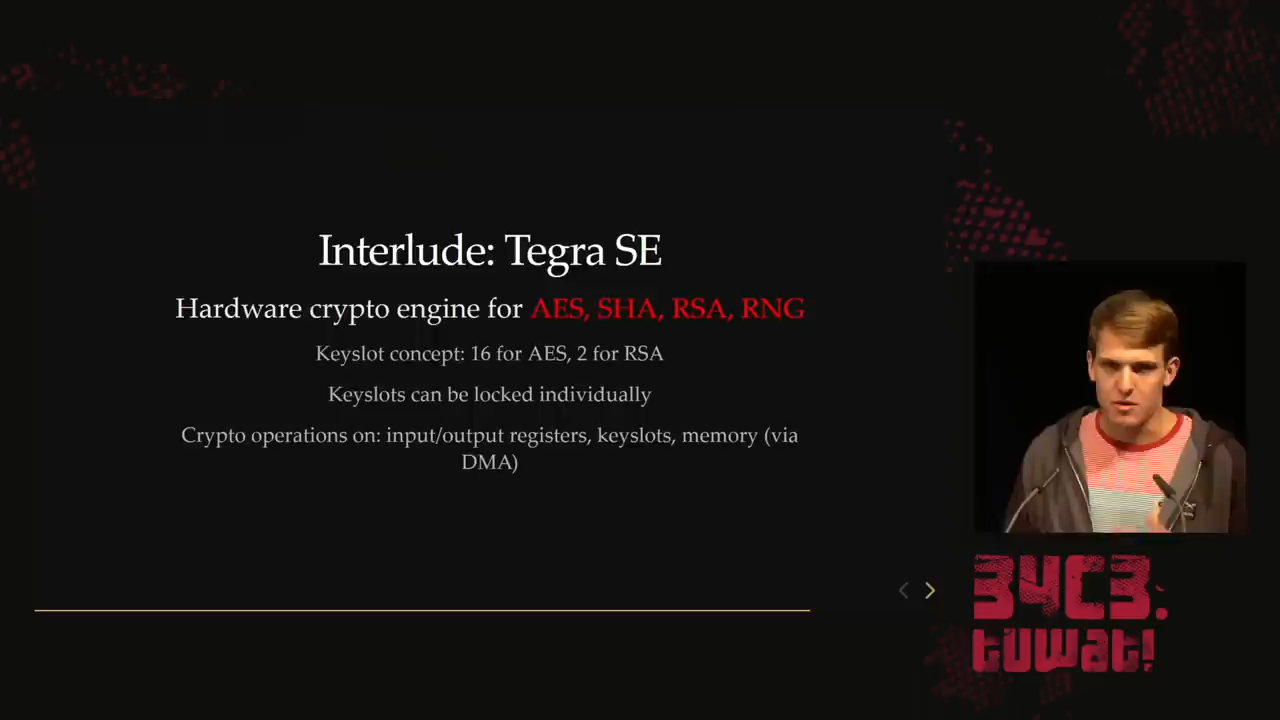 Interlude: Tegra SE
Hardware crypto engine for AES, SHA, RSA, RNG
Keyslot concept: 16 for AES, 2 for RSA
Keyslots can be locked individually
Crypto operations on: input/output registers, keyslots, memory (via
DMA)
34C3.
tuwat!